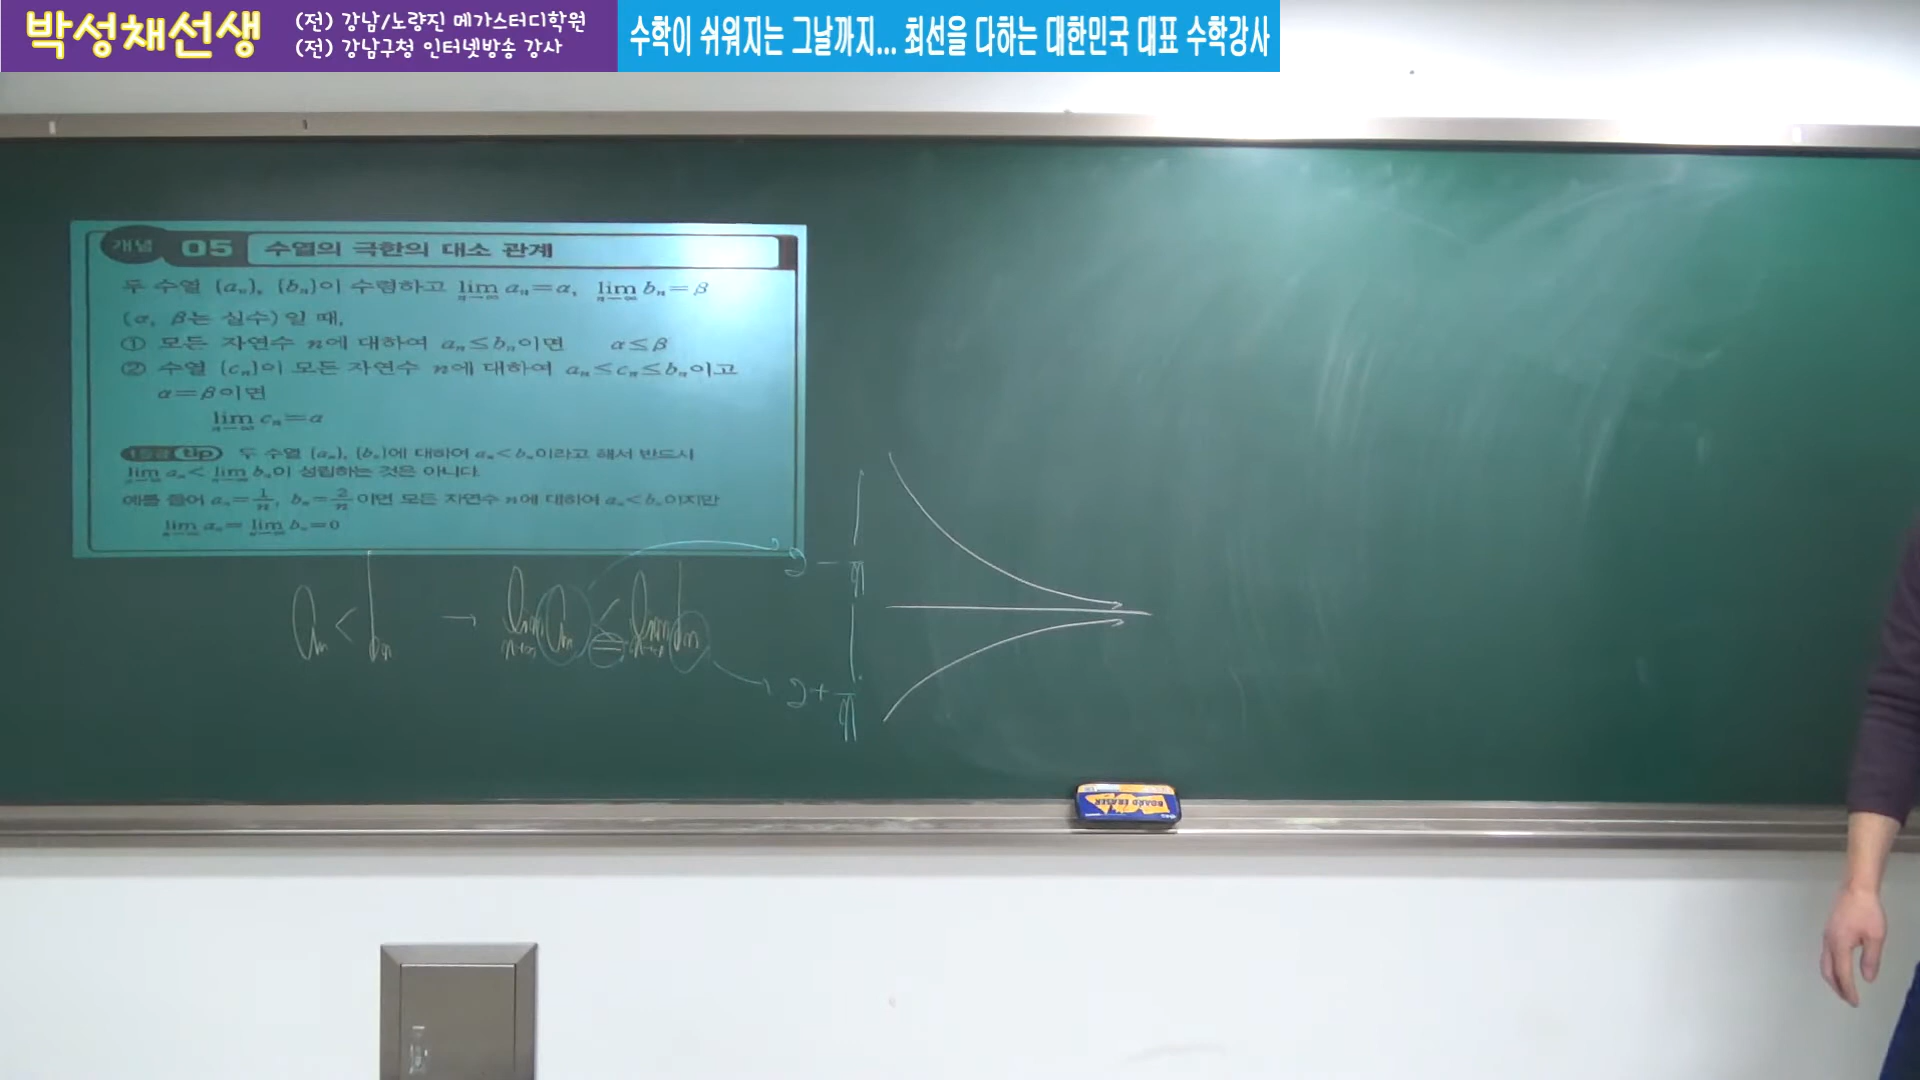 박성채선생
(전) 강남/노량진 메가스터디학원
(전) 강남구청 인터넷방송 강사
수학이 쉬워지는 그날까지... 최선을 다하는 대한민국 대표 수학강사
개념 05 수열의 극한의 대소 관계
두 수열 {aₙ}, {bₙ}이 수렴하고 lim n→∞ aₙ=α, lim n→∞ bₙ=β
(α, β는 실수)일 때,
① 모든 자연수 n에 대하여 aₙ≤bₙ이면 α≤β
② 수열 {cₙ}이 모든 자연수 n에 대하여 aₙ≤cₙ≤bₙ이고
α=β이면
lim n→∞ cₙ=α
tip 두 수열 {aₙ}, {bₙ}에 대하여 aₙ<bₙ이라고 해서 반드시
lim n→∞ aₙ< lim n→∞ bₙ이 성립하는 것은 아니다.
예를 들어 aₙ=1/n, bₙ=2/n이면 모든 자연수 n에 대하여 aₙ<bₙ이지만
lim n→∞ aₙ= lim n→∞ bₙ=0
aₙ < bₙ → lim n→∞ aₙ ≤ lim n→∞ bₙ
2 - 1/n
2 + 1/n
BOARD ERASER